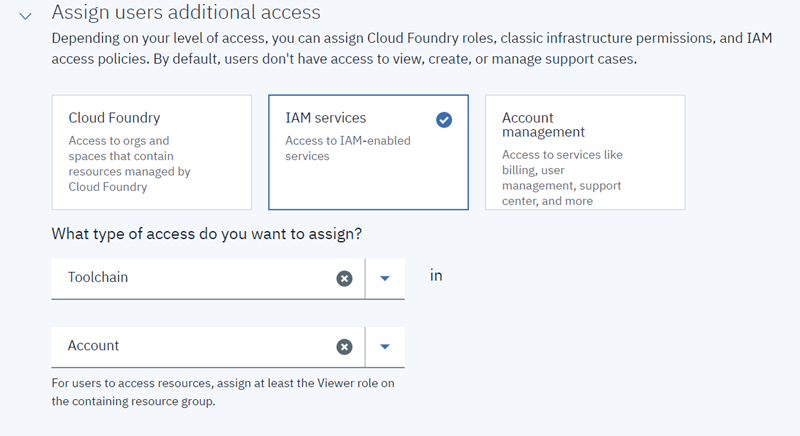 Assign users additional access
Depending on your level of access, you can assign Cloud Foundry roles, classic infrastructure permissions, and IAM
access policies. By default, users don't have access to view, create, or manage support cases.
Cloud Foundry
Access to orgs and
spaces that contain
resources managed by
Cloud Foundry
IAM services
Access to IAM-enabled
services
Account
management
Access to services like
billing, user
management, support
center, and more
What type of access do you want to assign?
Toolchain
in
Account
For users to access resources, assign at least the Viewer role on
the containing resource group.